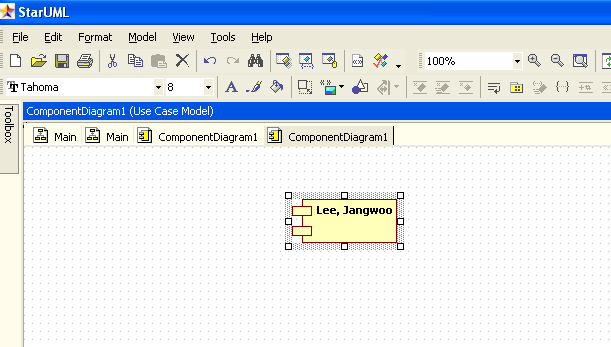 StarUML
File Edit Format Model View Tools Help
100%
Tahoma 8
ComponentDiagram1 (Use Case Model)
Main Main ComponentDiagram1 ComponentDiagram1
Toolbox
Lee, Jangwoo